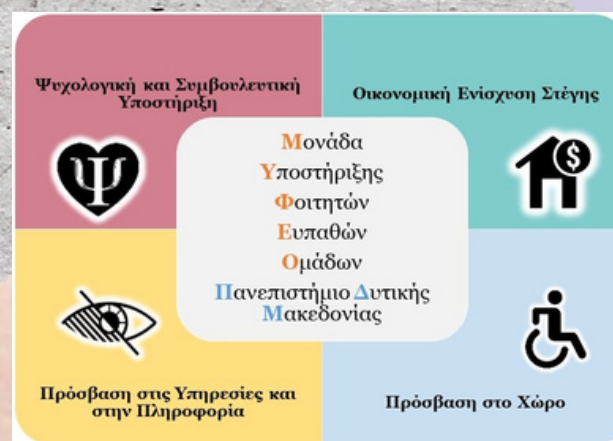 Ψυχολογική και Συμβουλευτική
Υποστήριξη
Οικονομική Ενίσχυση Στέγης
Μονάδα
Υποστήριξης
Φοιτητών
Ευπαθών
Ομάδων
Πανεπιστήμιο Δυτικής
Μακεδονίας
Πρόσβαση στις Υπηρεσίες και
στην Πληροφορία
Πρόσβαση στο Χώρο